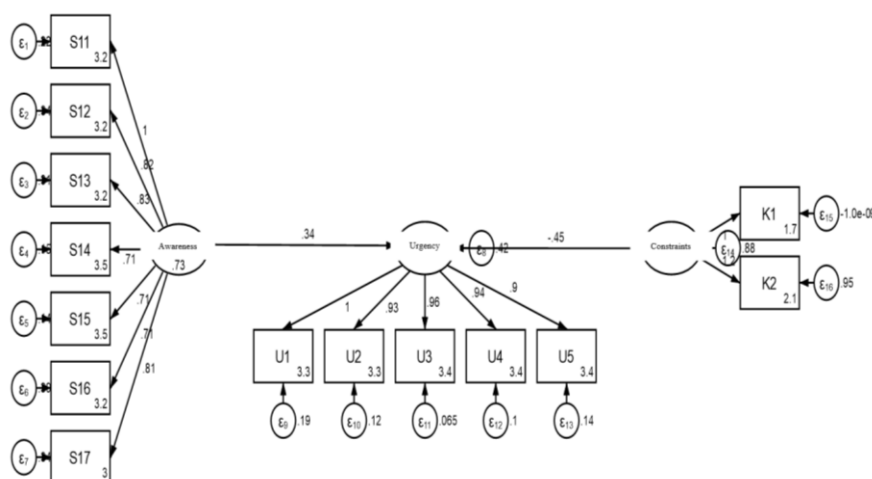 ε1
S11
3.2
1
ε2
S12
3.2
.82
ε3
S13
3.2
.83
ε4
S14
3.5
.71
Awareness
.73
.34
Urgency
ε8
.42
-.45
Constraints
ε14
.88
K1
1.7
ε15
K2
2.1
ε16
.95
ε5
S15
3.5
.71
ε6
S16
3.2
.71
ε7
S17
3
.81
1
.93
.96
.94
.9
U1
3.3
U2
3.3
U3
3.4
U4
3.4
U5
3.4
ε9
.19
ε10
.12
ε11
.065
ε12
.1
ε13
.14